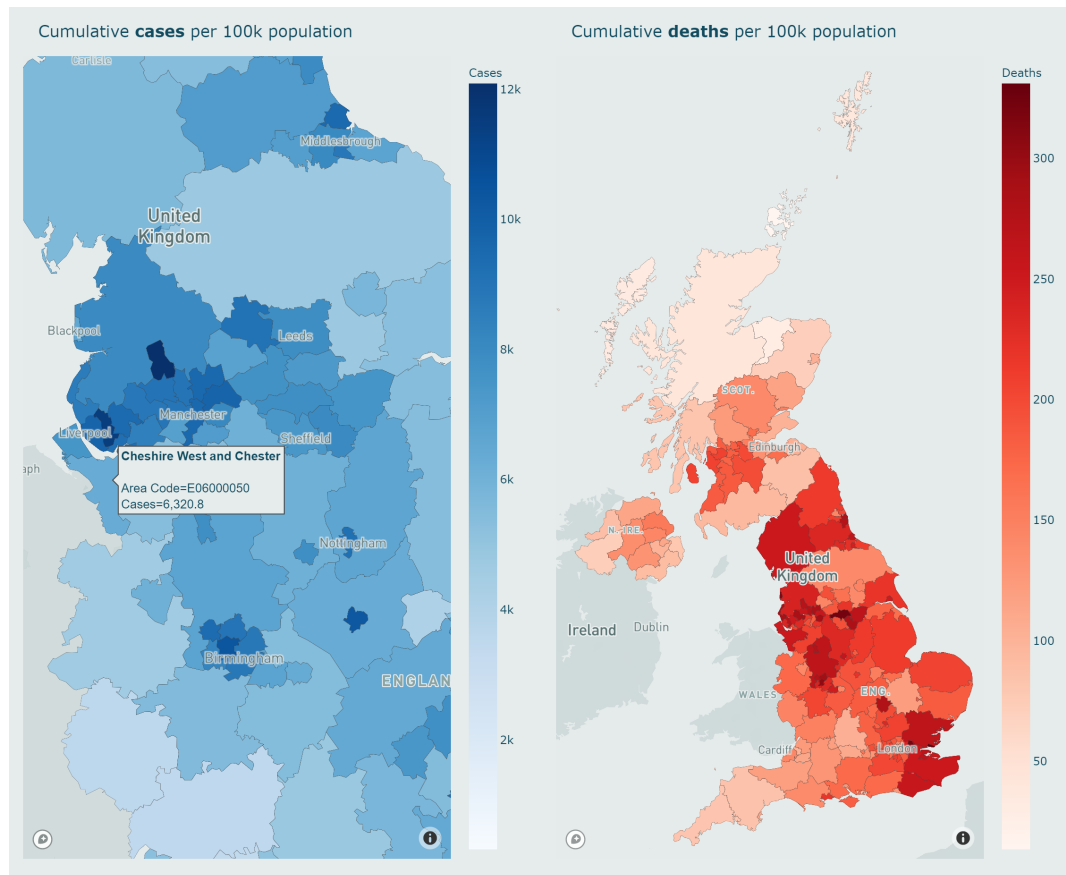 Cumulative cases per 100k population
Carlisle
Middlesbrough
United
Kingdom
Blackpool
Leeds
Manchester
Liverpool
Sheffield
aph
Cheshire West and Chester
Area Code=E06000050
Cases=6,320.8
Nottingham
Birmingham
ENGLAN
Cases
12k
10k
8k
6k
4k
2k
Cumulative deaths per 100k population
SCOT.
Edinburgh
N. IRE.
United
Kingdom
Ireland
Dublin
WALES
ENG.
Cardiff
London
Deaths
300
250
200
150
100
50